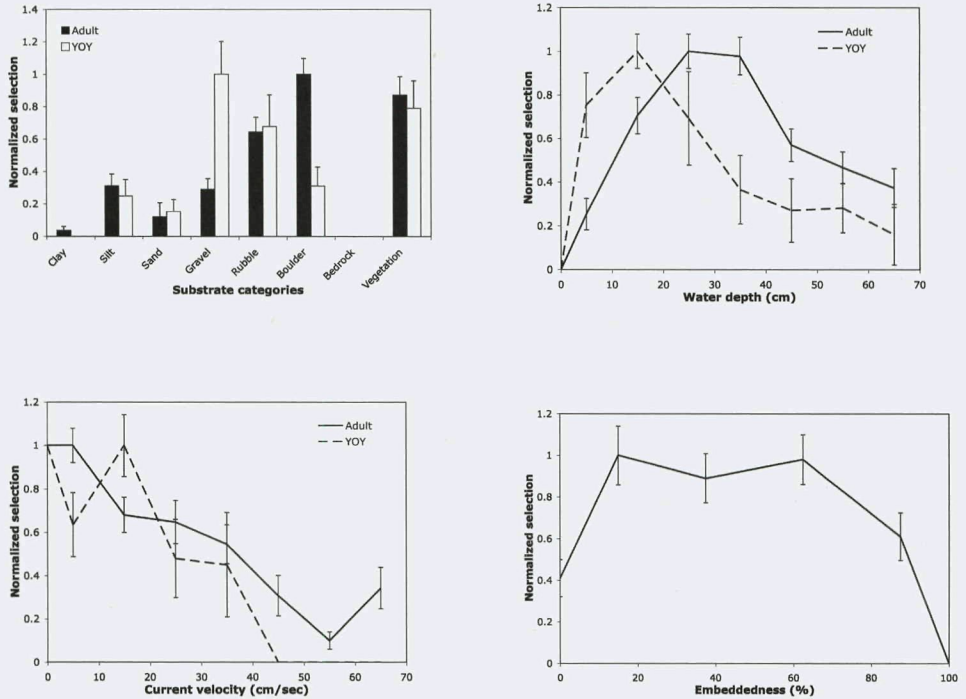 1.4
1.2
1
0.8
0.6
0.4
0.2
0
Normalized selection
Adult
YOY
Clay
Silt
Sand
Gravel
Rubble
Boulder
Bedrock
Vegetation
Substrate categories
1.2
1
0.8
0.6
0.4
0.2
0
Normalized selection
Adult
YOY
0 10 20 30 40 50 60 70
Water depth (cm)
1.2
1
0.8
0.6
0.4
0.2
0
Normalized selection
Adult
YOY
0 10 20 30 40 50 60 70
Current velocity (cm/sec)
1.2
1
0.8
0.6
0.4
0.2
0
Normalized selection
0 20 40 60 80 100
Embeddedness (%)